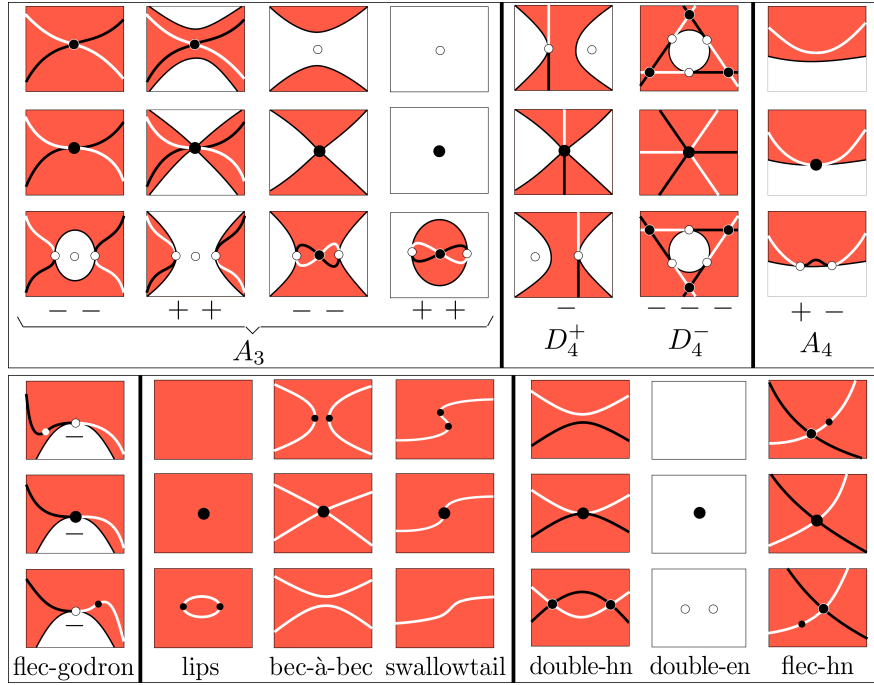 − − + + − − + + − − − − + −
A₃ D₄⁺ D₄⁻ A₄
−
−
−
flec-godron lips bec-à-bec swallowtail double-hn double-en flec-hn